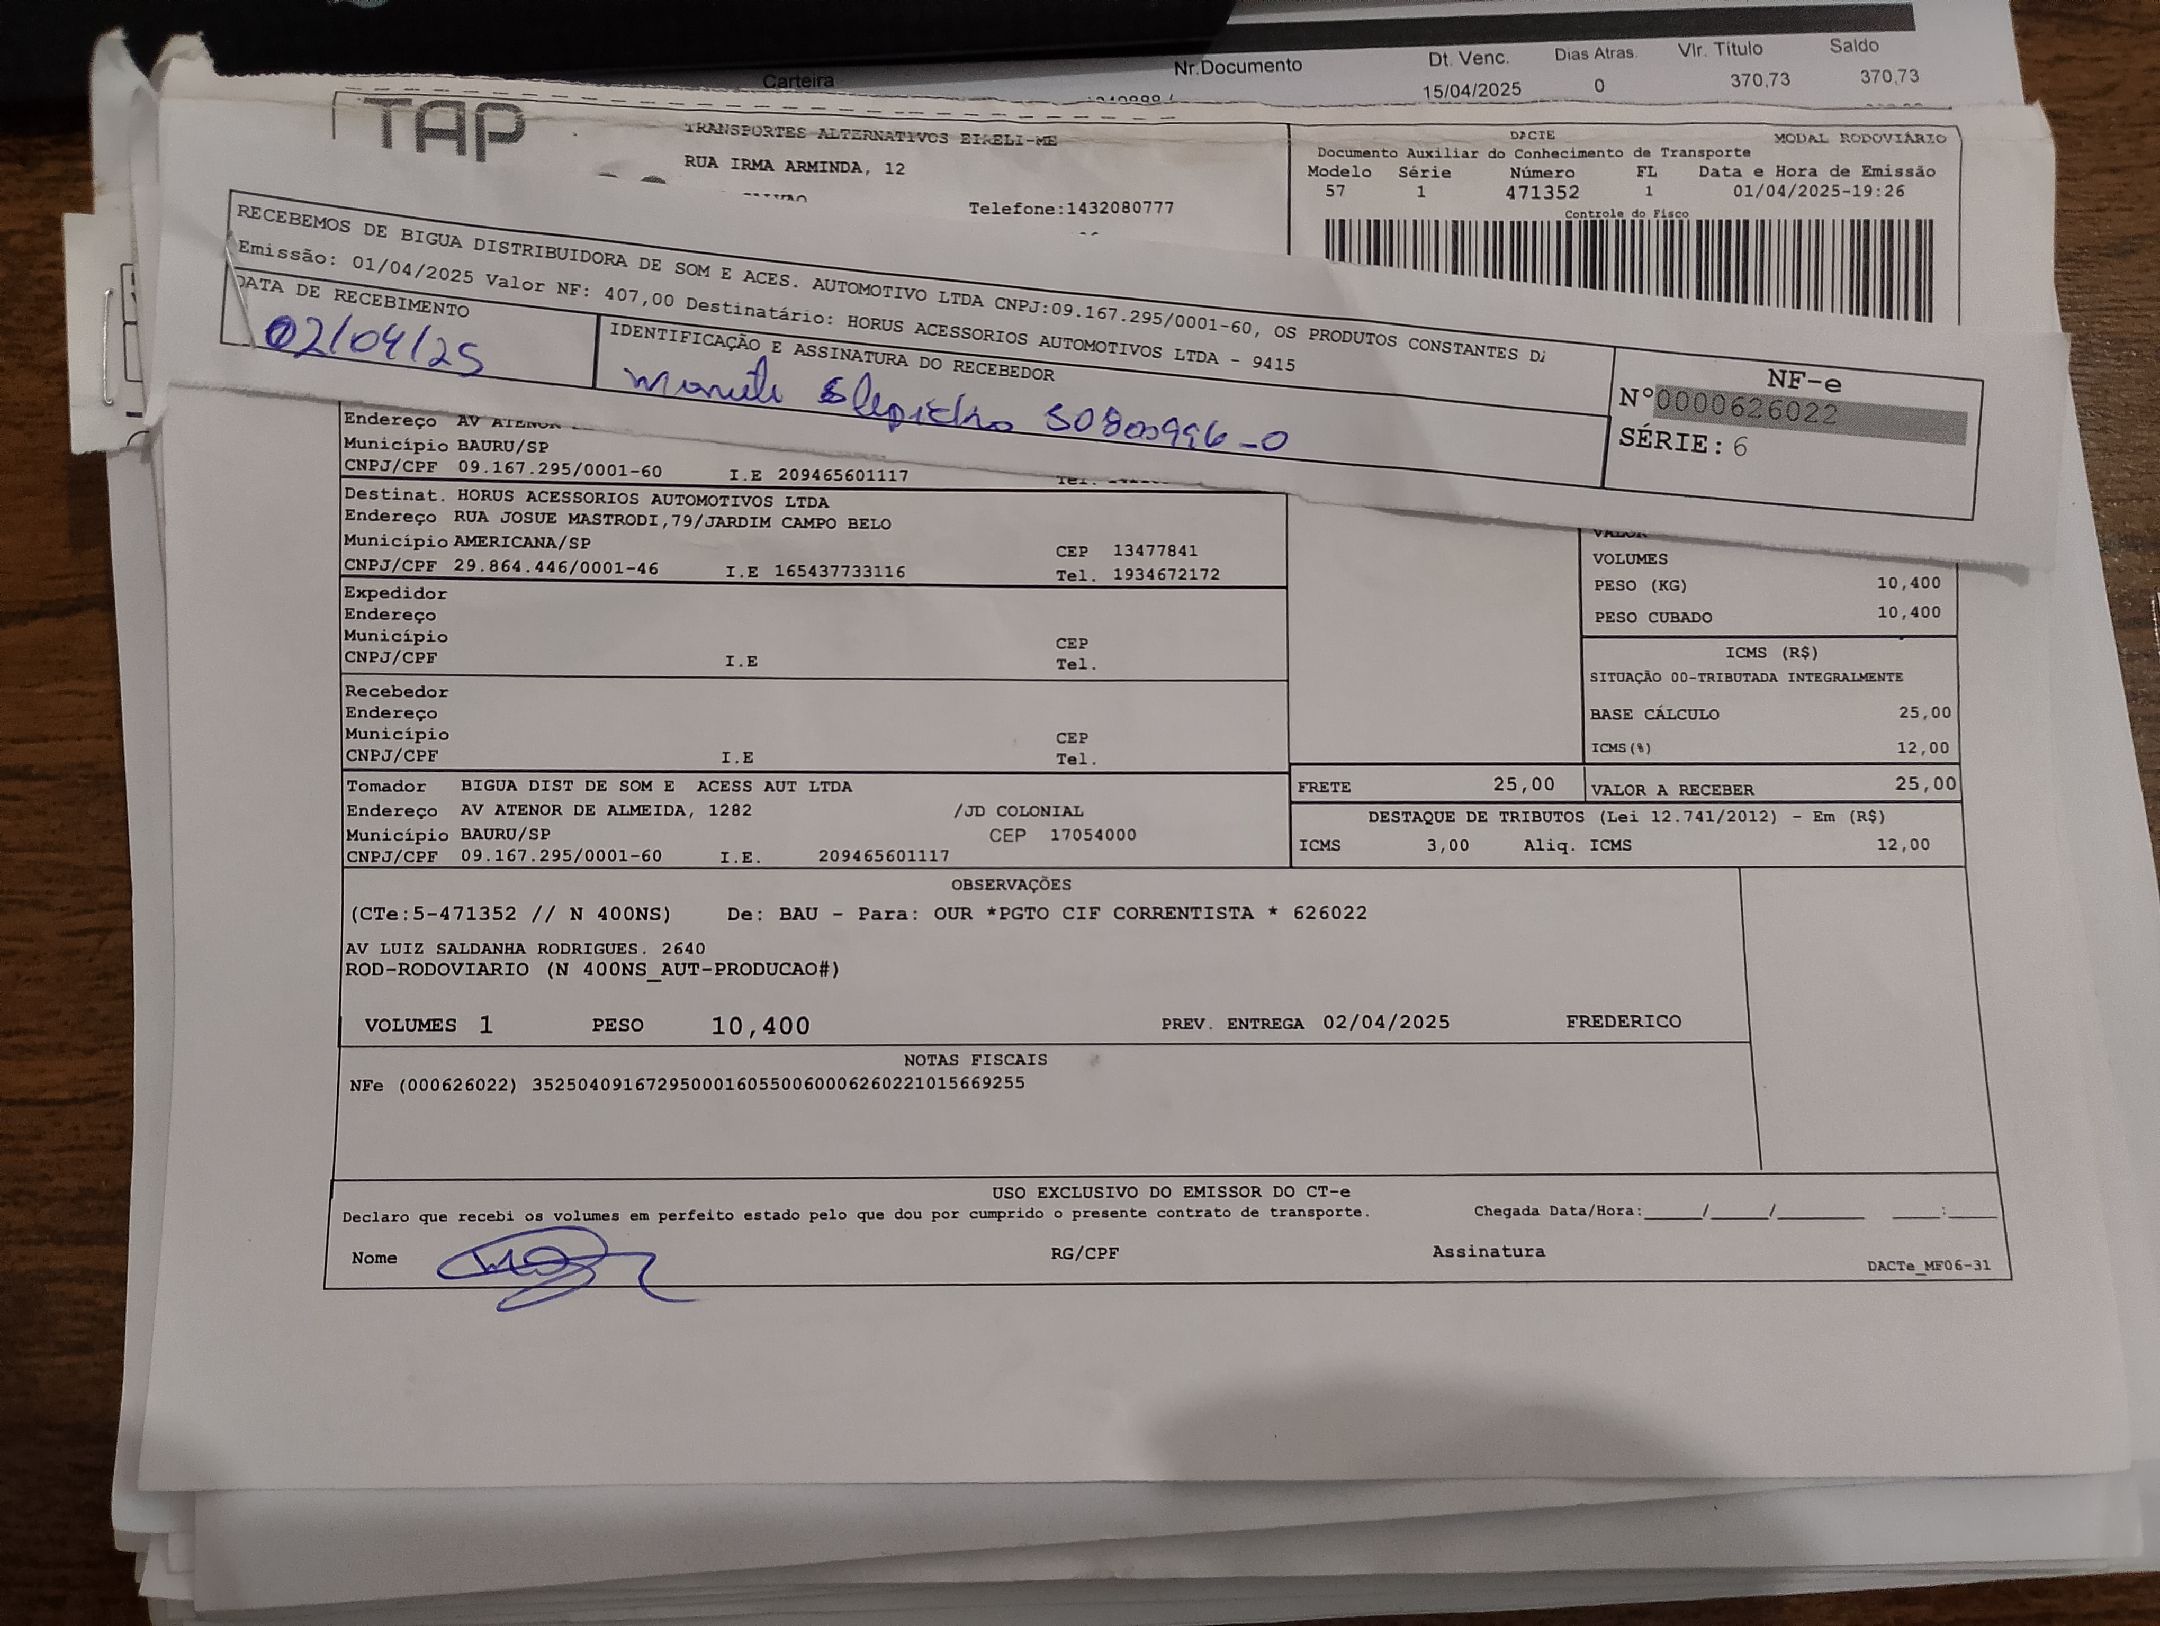 Carteira
Nr.Documento Dt. Venc. Dias Atras. Vlr. Titulo Saldo
15/04/2025 0 370,73 370,73
TAP
TRANSPORTES ALTERNATIVOS EIRELI-ME
RUA IRMA ARMINDA, 12
Telefone:1432080777
DACTE MODAL RODOVIÁRIO
Documento Auxiliar do Conhecimento de Transporte
Modelo Série Número FL Data e Hora de Emissão
57 1 471352 1 01/04/2025-19:26
Controle do Fisco
RECEBEMOS DE BIGUA DISTRIBUIDORA DE SOM E ACES. AUTOMOTIVO LTDA CNPJ:09.167.295/0001-60, OS PRODUTOS CONSTANTES
Emissão: 01/04/2025 Valor NF: 407,00 Destinatário: HORUS ACESSORIOS AUTOMOTIVOS LTDA - 9415
DATA DE RECEBIMENTO
02/04/25
IDENTIFICAÇÃO E ASSINATURA DO RECEBEDOR
NF-e
Nº0000626022
SÉRIE: 6
Endereço AV ATENOR
Município BAURU/SP
CNPJ/CPF 09.167.295/0001-60 I.E 209465601117 Tel.
Destinat. HORUS ACESSORIOS AUTOMOTIVOS LTDA
Endereço RUA JOSUE MASTRODI,79/JARDIM CAMPO BELO
Município AMERICANA/SP CEP 13477841
CNPJ/CPF 29.864.446/0001-46 I.E 165437733116 Tel. 1934672172
Expedidor
Endereço
Município CEP
CNPJ/CPF I.E Tel.
Recebedor
Endereço
Município CEP
CNPJ/CPF I.E Tel.
VALOR
VOLUMES
PESO (KG) 10,400
PESO CUBADO 10,400
ICMS (R$)
SITUAÇÃO 00-TRIBUTADA INTEGRALMENTE
BASE CÁLCULO 25,00
ICMS(%) 12,00
Tomador BIGUA DIST DE SOM E ACESS AUT LTDA
Endereço AV ATENOR DE ALMEIDA, 1282 /JD COLONIAL
Município BAURU/SP CEP 17054000
CNPJ/CPF 09.167.295/0001-60 I.E. 209465601117
FRETE 25,00 VALOR A RECEBER 25,00
DESTAQUE DE TRIBUTOS (Lei 12.741/2012) - Em (R$)
ICMS 3,00 Aliq. ICMS 12,00
OBSERVAÇÕES
(CTe:5-471352 // N 400NS) De: BAU - Para: OUR *PGTO CIF CORRENTISTA * 626022
AV LUIZ SALDANHA RODRIGUES. 2640
ROD-RODOVIARIO (N 400NS_AUT-PRODUCAO#)
VOLUMES 1 PESO 10,400 PREV. ENTREGA 02/04/2025 FREDERICO
NOTAS FISCAIS
NFe (000626022) 35250409167295000160550060006260221015669255
USO EXCLUSIVO DO EMISSOR DO CT-e
Declaro que recebi os volumes em perfeito estado pelo que dou por cumprido o presente contrato de transporte. Chegada Data/Hora:_____/_____/________ ____:____
Nome RG/CPF Assinatura
DACTe_MF06-31